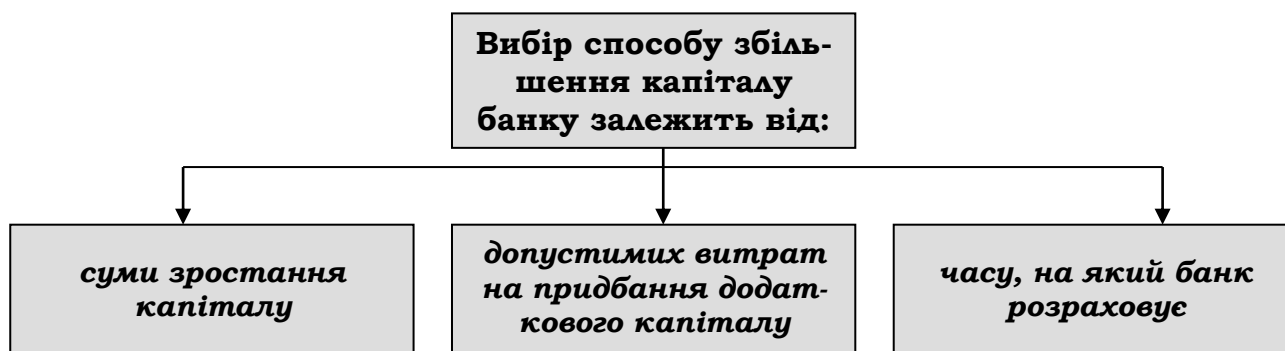 Вибір способу збіль-
шення капіталу
банку залежить від:
суми зростання
капіталу
допустимих витрат
на придбання додат-
кового капіталу
часу, на який банк
розраховує